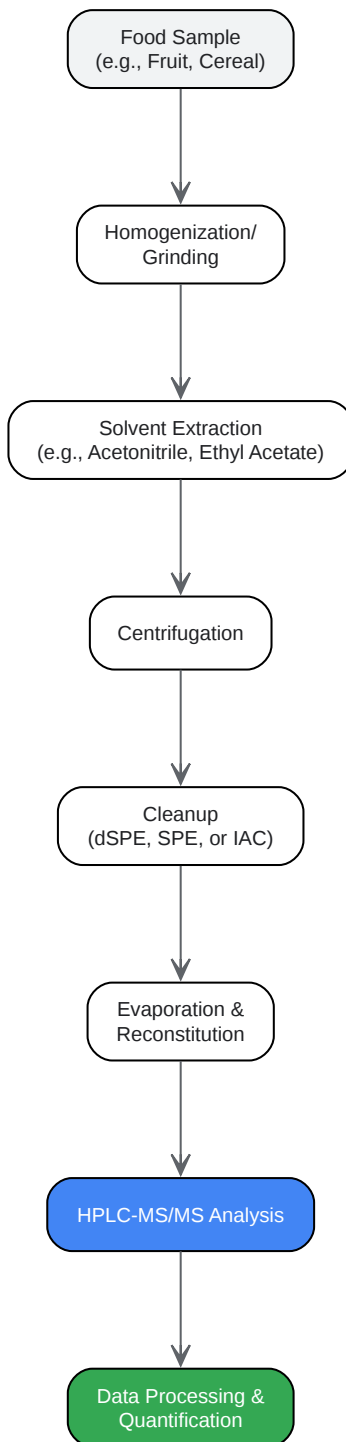 Food Sample
(e.g., Fruit, Cereal)
Homogenization/
Grinding
Solvent Extraction
(e.g., Acetonitrile, Ethyl Acetate)
Centrifugation
Cleanup
(dSPE, SPE, or IAC)
Evaporation &
Reconstitution
HPLC-MS/MS Analysis
Data Processing &
Quantification